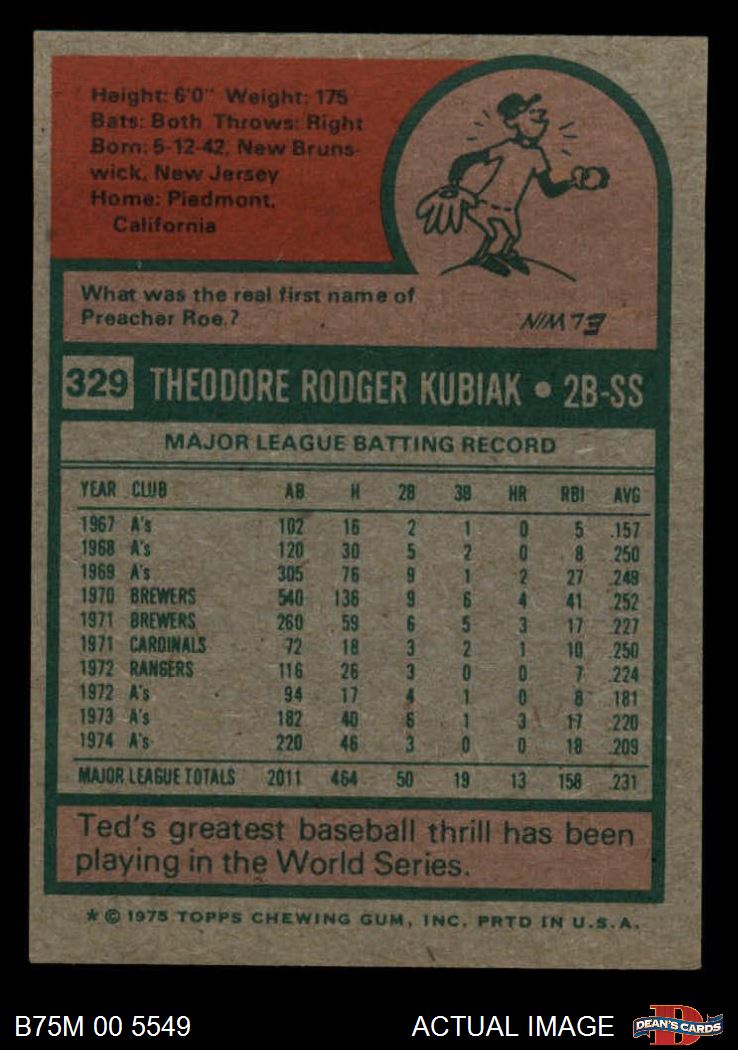 Height: 6'0" Weight: 175
Bats: Both Throws: Right
Born: 5-12-42, New Bruns-
wick, New Jersey
Home: Piedmont,
California
What was the real first name of
Preacher Roe.?
ELWIN
329 THEODORE RODGER KUBIAK • 2B-SS
MAJOR LEAGUE BATTING RECORD
YEAR CLUB AB H 2B 3B HR RBI AVG
1967 A's 102 16 2 1 0 5 .157
1968 A's 120 30 5 2 0 8 .250
1969 A's 305 76 9 1 2 27 .249
1970 BREWERS 540 136 9 6 4 41 .252
1971 BREWERS 260 59 6 5 3 17 .227
1971 CARDINALS 72 18 3 2 1 10 .250
1972 RANGERS 116 26 3 0 0 7 .224
1972 A's 94 17 4 1 0 8 .181
1973 A's 182 40 6 1 3 17 .220
1974 A's 220 46 3 0 0 18 .209
MAJOR LEAGUE TOTALS 2011 464 50 19 13 158 .231
Ted's greatest baseball thrill has been
playing in the World Series.
* © 1975 TOPPS CHEWING GUM, INC. PRTD IN U.S.A.
B75M 00 5549 ACTUAL IMAGE D DEAN'S CARDS